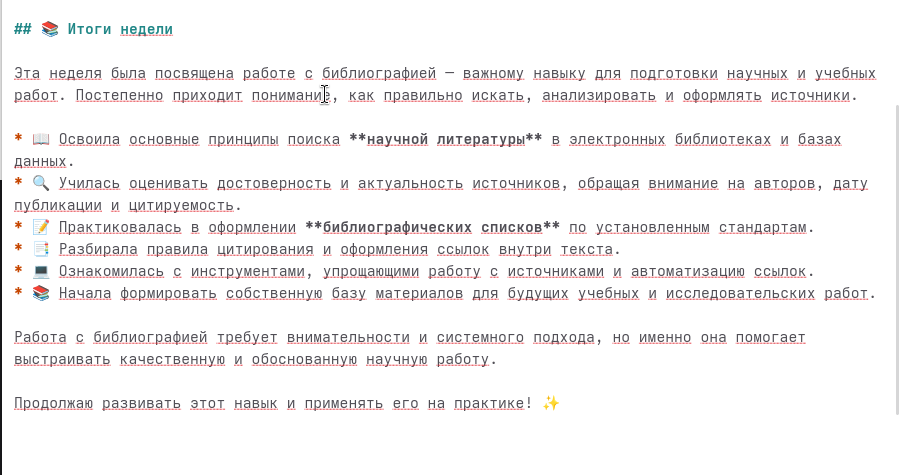 ## 📚 Итоги недели
Эта неделя была посвящена работе с библиографией — важному навыку для подготовки научных и учебных
работ. Постепенно приходит понимание, как правильно искать, анализировать и оформлять источники.
* 📖 Освоила основные принципы поиска **научной литературы** в электронных библиотеках и базах
данных.
* 🔍 Училась оценивать достоверность и актуальность источников, обращая внимание на авторов, дату
публикации и цитируемость.
* 📝 Практиковалась в оформлении **библиографических списков** по установленным стандартам.
* 📑 Разбирала правила цитирования и оформления ссылок внутри текста.
* 💻 Ознакомилась с инструментами, упрощающими работу с источниками и автоматизацию ссылок.
* 📚 Начала формировать собственную базу материалов для будущих учебных и исследовательских работ.
Работа с библиографией требует внимательности и системного подхода, но именно она помогает
выстраивать качественную и обоснованную научную работу.
Продолжаю развивать этот навык и применять его на практике! ✨